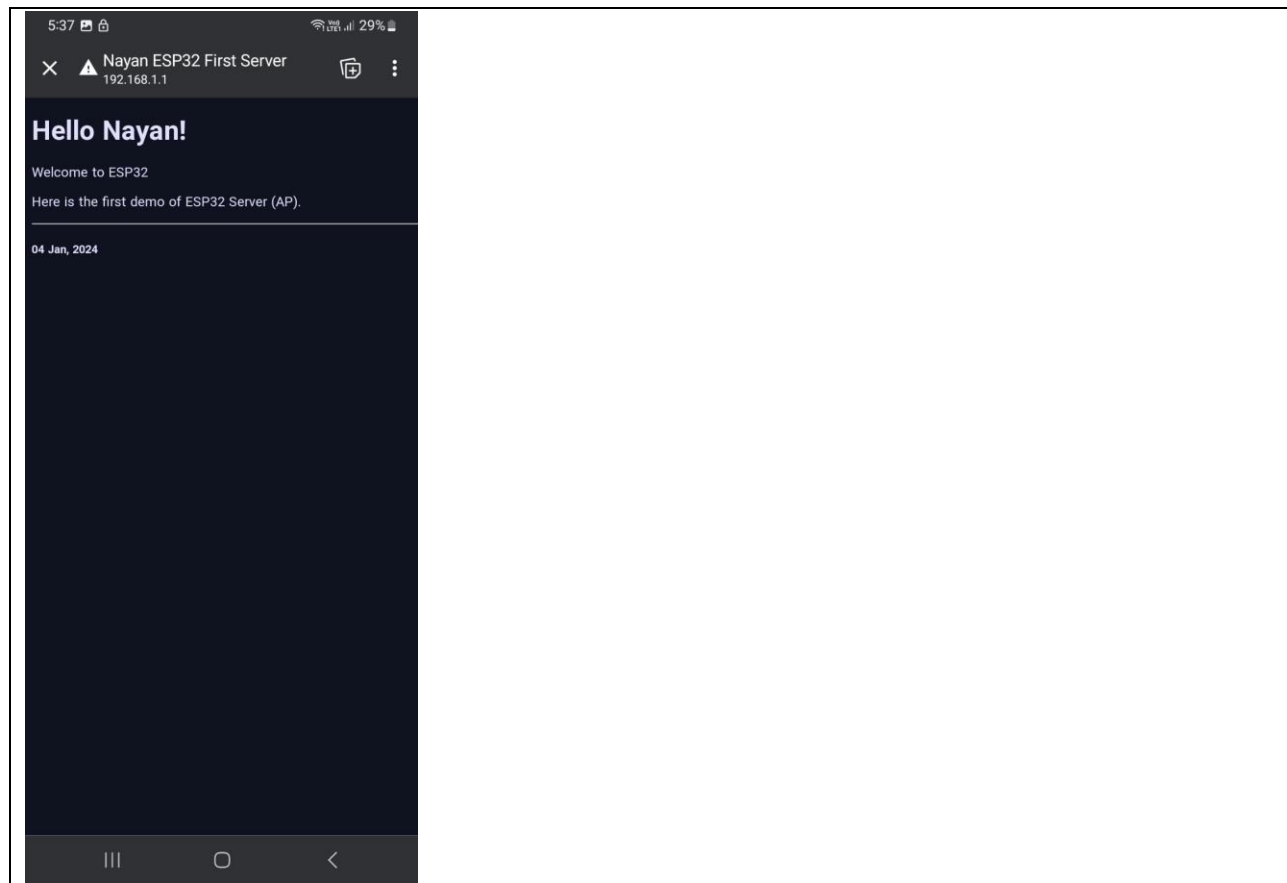 5:37 29%
Nayan ESP32 First Server
192.168.1.1
Hello Nayan!
Welcome to ESP32
Here is the first demo of ESP32 Server (AP).
04 Jan, 2024